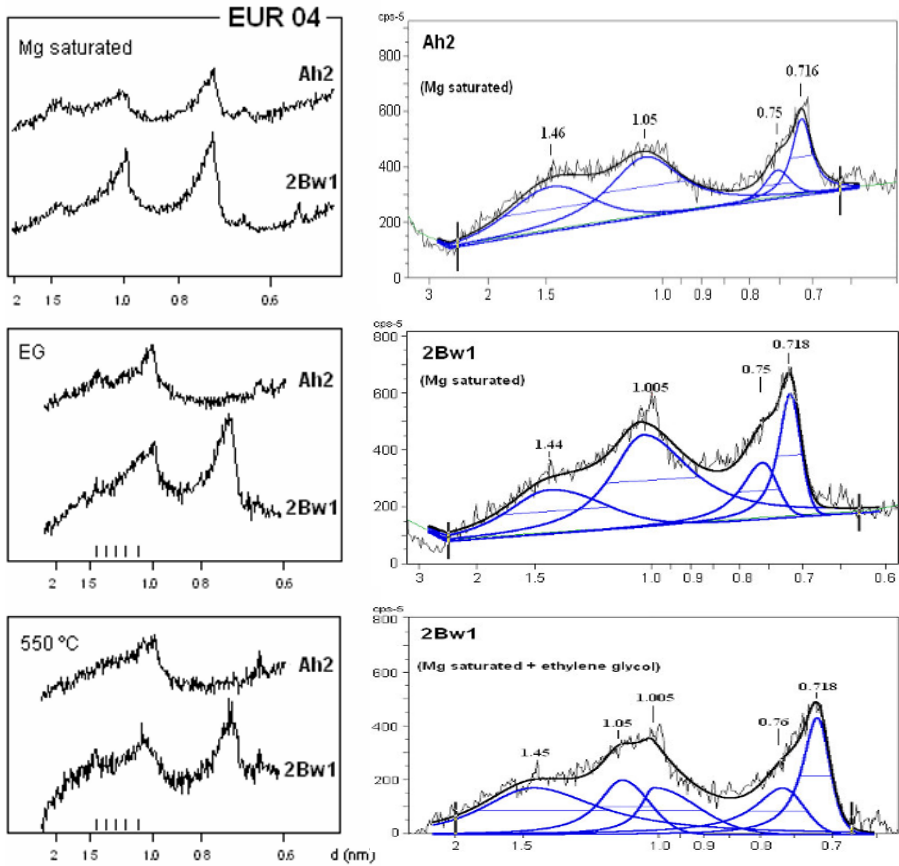 EUR 04
Mg saturated
Ah2
2Bw1
2 1.5 1.0 0.8 0.6
EG
Ah2
2Bw1
2 1.5 1.0 0.8 0.6
550 ºC
Ah2
2Bw1
2 1.5 1.0 0.8 0.6 d (nm)
cps-5
800
600
400
200
0
Ah2
(Mg saturated)
1.46
1.05
0.75
0.716
3 2 1.5 1.0 0.9 0.8 0.7
cps-5
800
600
400
200
0
2Bw1
(Mg saturated)
1.44
1.005
0.75
0.718
3 2 1.5 1.0 0.9 0.8 0.7 0.6
cps-5
800
600
400
200
0
2Bw1
(Mg saturated + ethylene glycol)
1.45
1.05
1.005
0.76
0.718
2 1.5 1.0 0.9 0.8 0.7 0.6